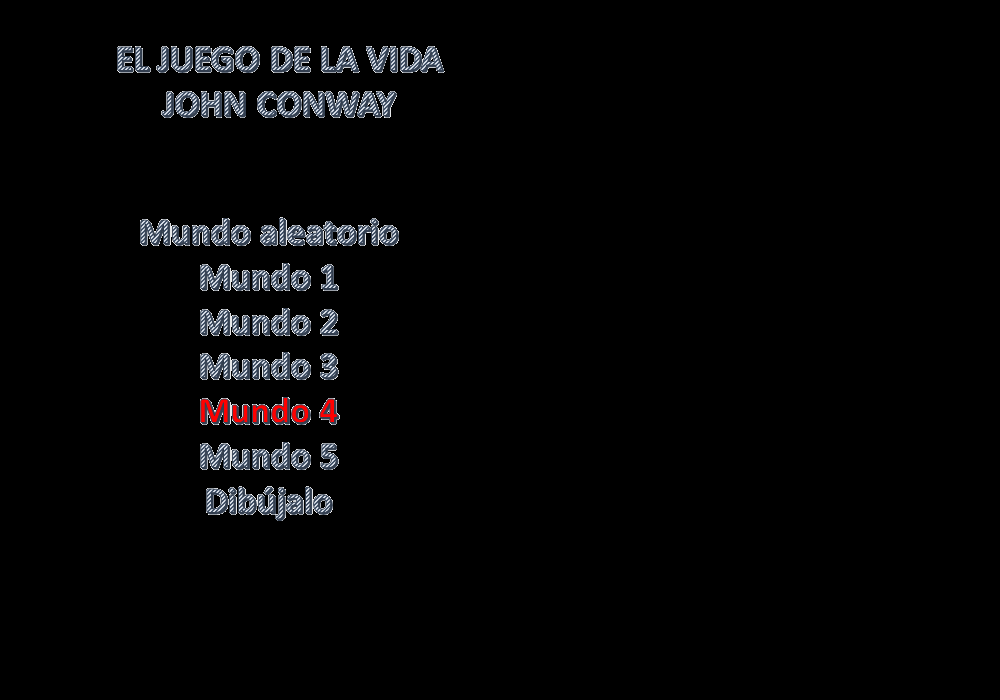 EL JUEGO DE LA VIDA
JOHN CONWAY
Mundo aleatorio
Mundo 1
Mundo 2
Mundo 3
Mundo 4
Mundo 5
Dibújalo